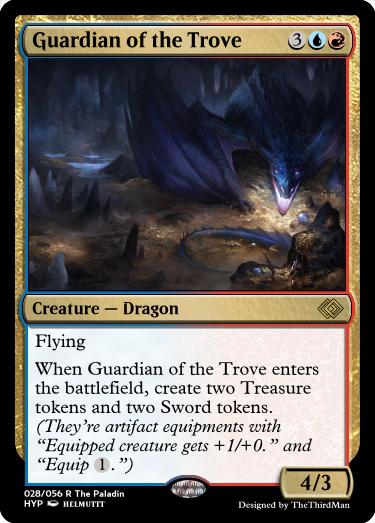 Guardian of the Trove 3
Creature — Dragon
Flying
When Guardian of the Trove enters
the battlefield, create two Treasure
tokens and two Sword tokens.
(They're artifact equipments with
"Equipped creature gets +1/+0." and
"Equip 1.")
4/3
028/056 R The Paladin
HYP HELMUTTT
Designed by TheThirdMan